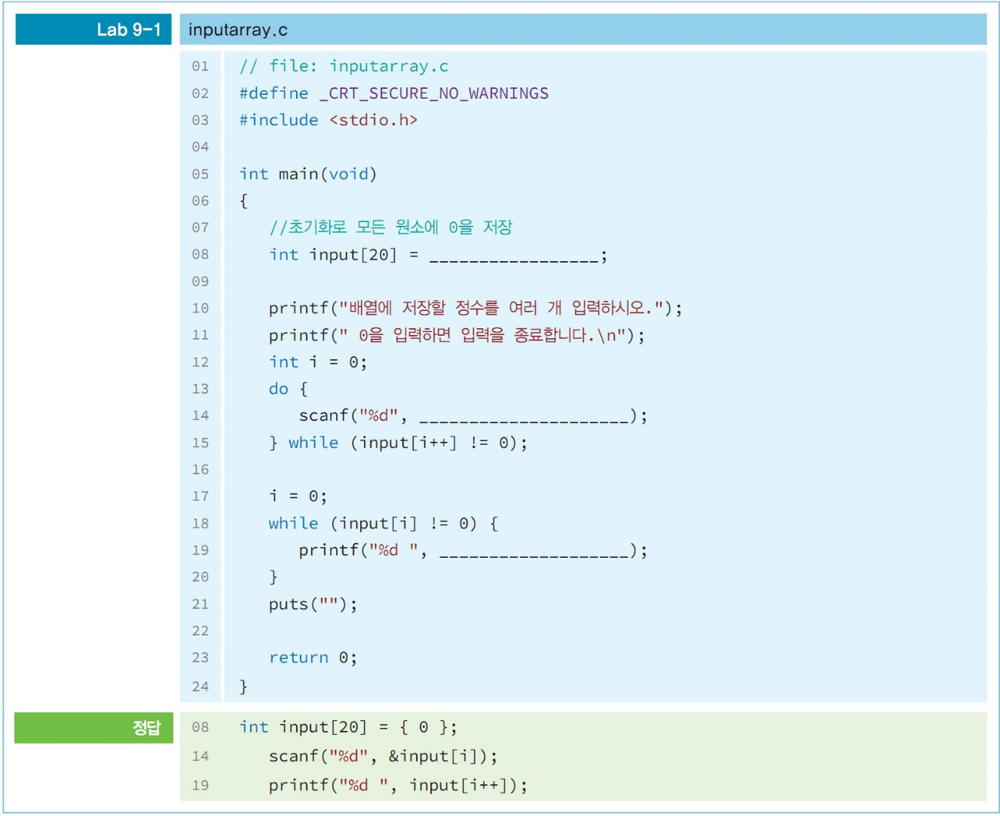 Lab 9-1 inputarray.c
01 // file: inputarray.c
02 #define _CRT_SECURE_NO_WARNINGS
03 #include <stdio.h>
04
05 int main(void)
06 {
07 //초기화로 모든 원소에 0을 저장
08 int input[20] = _________________;
09
10 printf("배열에 저장할 정수를 여러 개 입력하시오.");
11 printf(" 0을 입력하면 입력을 종료합니다.\n");
12 int i = 0;
13 do {
14 scanf("%d", _____________________);
15 } while (input[i++] != 0);
16
17 i = 0;
18 while (input[i] != 0) {
19 printf("%d ", ___________________);
20 }
21 puts("");
22
23 return 0;
24 }
정답 08 int input[20] = { 0 };
14 scanf("%d", &input[i]);
19 printf("%d ", input[i++]);